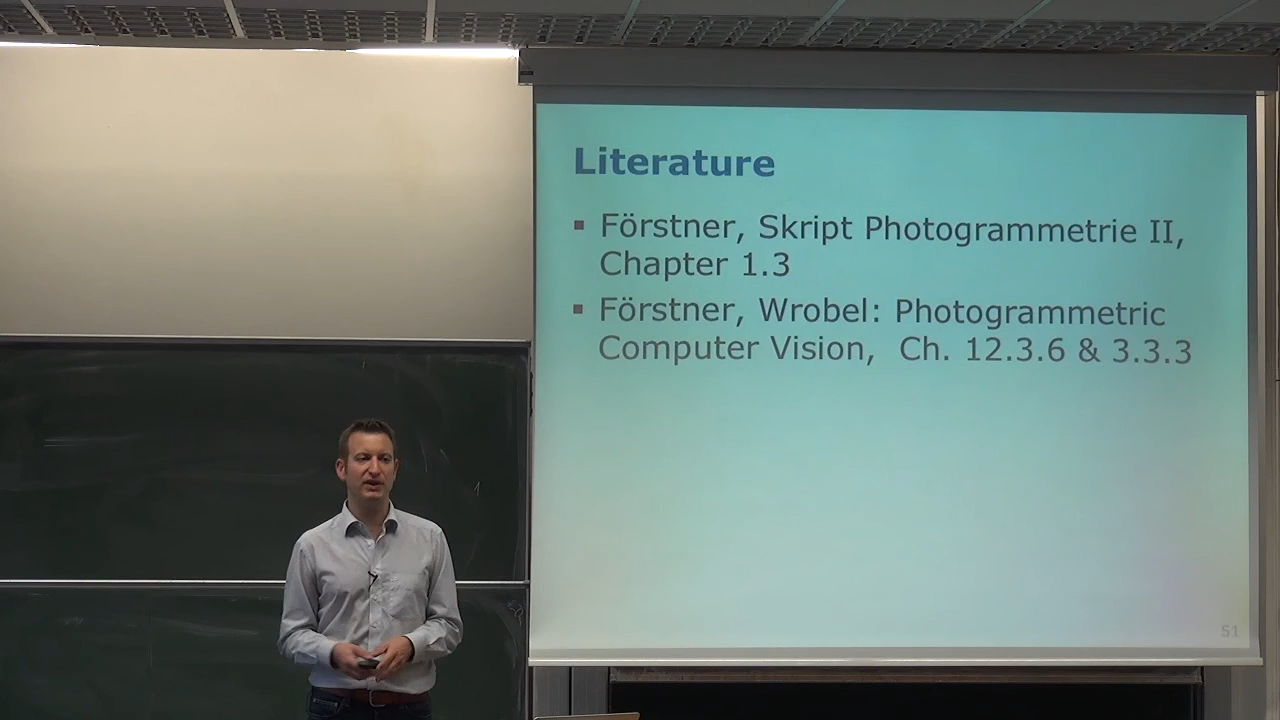 Literature
▪ Förstner, Skript Photogrammetrie II,
Chapter 1.3
▪ Förstner, Wrobel: Photogrammetric
Computer Vision, Ch. 12.3.6 & 3.3.3
51